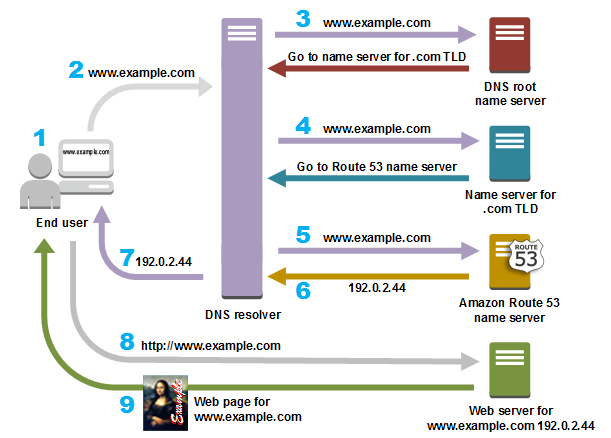 3 www.example.com
Go to name server for .com TLD
DNS root
name server
2 www.example.com
1
www.example.com
End user
4 www.example.com
Go to Route 53 name server
Name server for
.com TLD
5 www.example.com
ROUTE
53
7 192.0.2.44
6 192.0.2.44
Amazon Route 53
name server
DNS resolver
8 http://www.example.com
9
Example
Web page for
www.example.com
Web server for
www.example.com 192.0.2.44